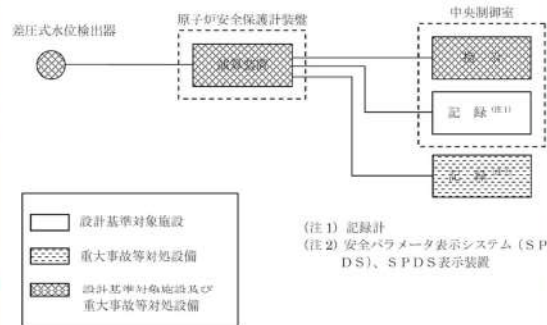 中央制御室
原子炉安全保護計装盤
差圧式水位検出器
演算装置
記 録 (注1)
記 録
設計基準対象施設
重大事故等対処設備
設計基準対象施設及び
重大事故等対処設備
(注1) 記録計
(注2) 安全パラメータ表示システム(SP
DS)、SPDS表示装置